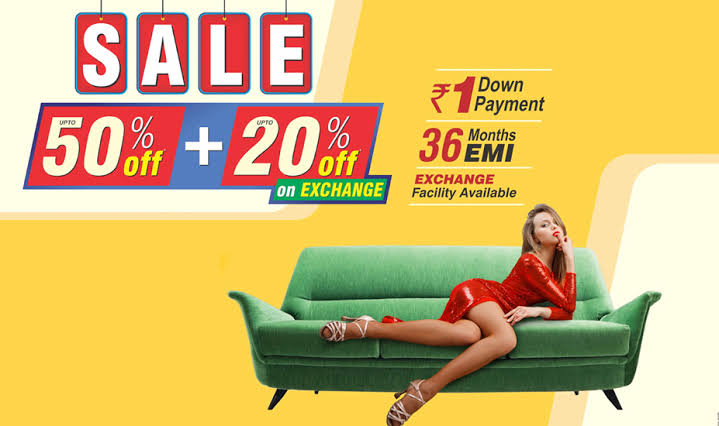 SALE
UPTO 50% off* + UPTO 20% off*
on EXCHANGE
₹1 Down Payment
36 Months EMI
EXCHANGE
Facility Available